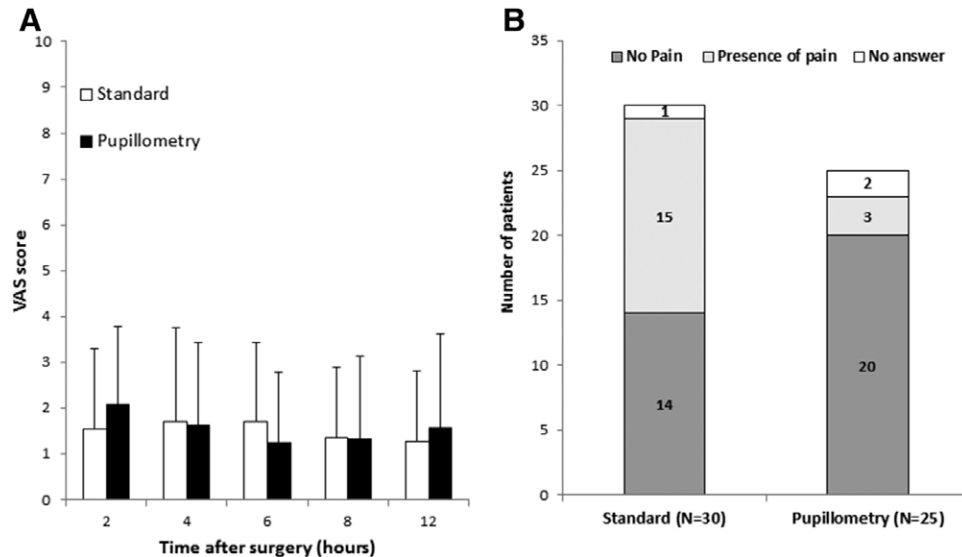 A
10
9
8
7
6
5
4
3
2
1
0
VAS score
Standard
Pupillometry
2 4 6 8 12
Time after surgery (hours)
B
35
30
25
20
15
10
5
0
Number of patients
No Pain Presence of pain No answer
1
15
14
2
3
20
Standard (N=30) Pupillometry (N=25)